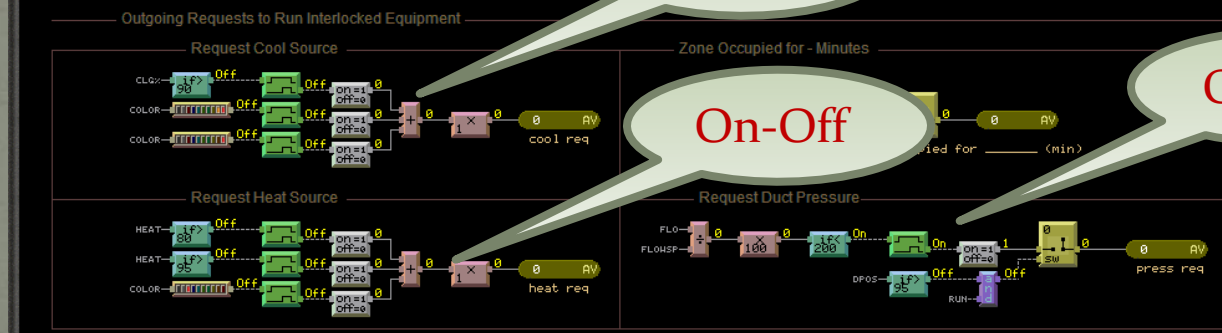 Outgoing Requests to Run Interlocked Equipment
Request Cool Source
CLG% if> 90 Off Off on=1 off=0 0
COLOR Off Off on=1 off=0 0
COLOR Off Off on=1 off=0 0
+ 0 × 1 0 0 AV
cool req
Zone Occupied for - Minutes
0 0 AV
ied for ______ (min)
On-Off
Request Heat Source
HEAT if> 80 Off Off on=1 off=0 0
HEAT if> 95 Off Off on=1 off=0 0
COLOR Off Off on=1 off=0 0
+ 0 × 1 0 0 AV
heat req
Request Duct Pressure
FLO
FLOWSP ÷ 0 × 100 0 if< 200 On On on=1 off=0 1
0 sw 0 0 AV
press req
DPOS if> 95 Off and Off
RUN